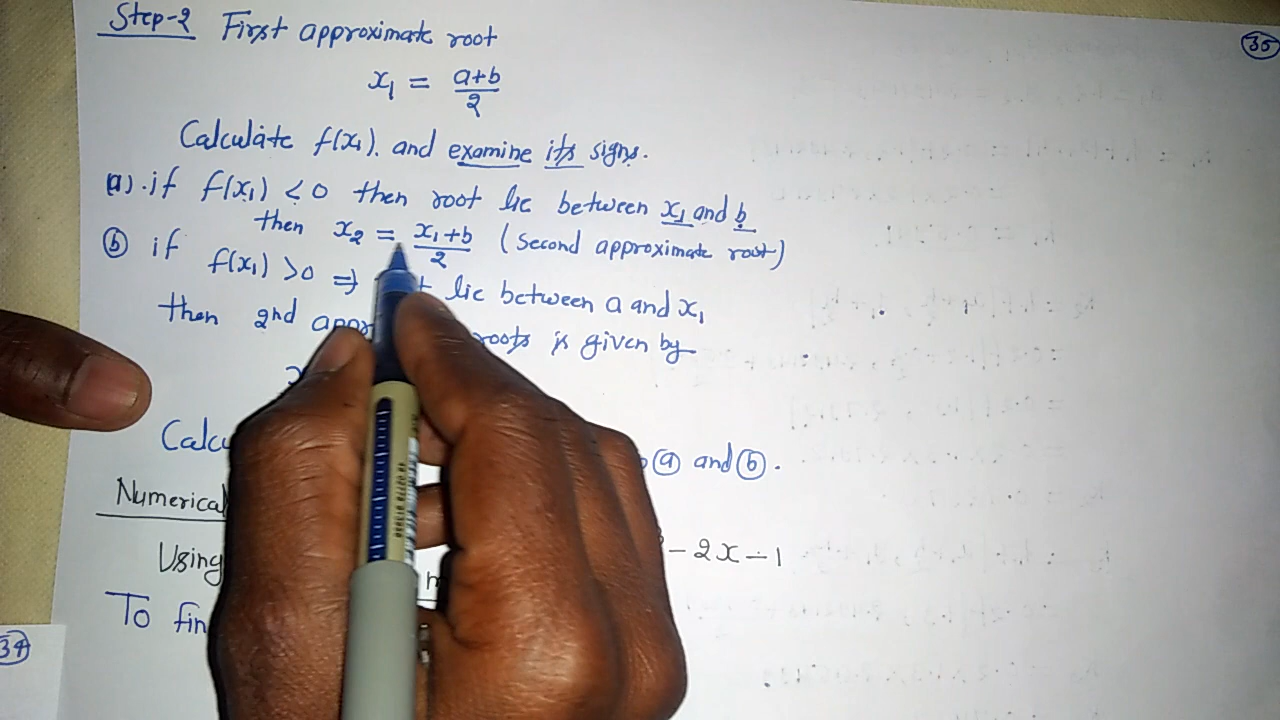 Step-2 First approximate root
35
x₁ = (a+b)/2
Calculate f(x₁). and examine its signs.
(a). if f(x₁) < 0 then root lie between x₁ and b
then x₂ = (x₁+b)/2 (Second approximate root)
ⓑ if f(x₁) > 0 ⇒ lie between a and x₁
then 2nd roots is given by
ⓐ and ⓑ.
Numerical
Using - 2x - 1
To
34